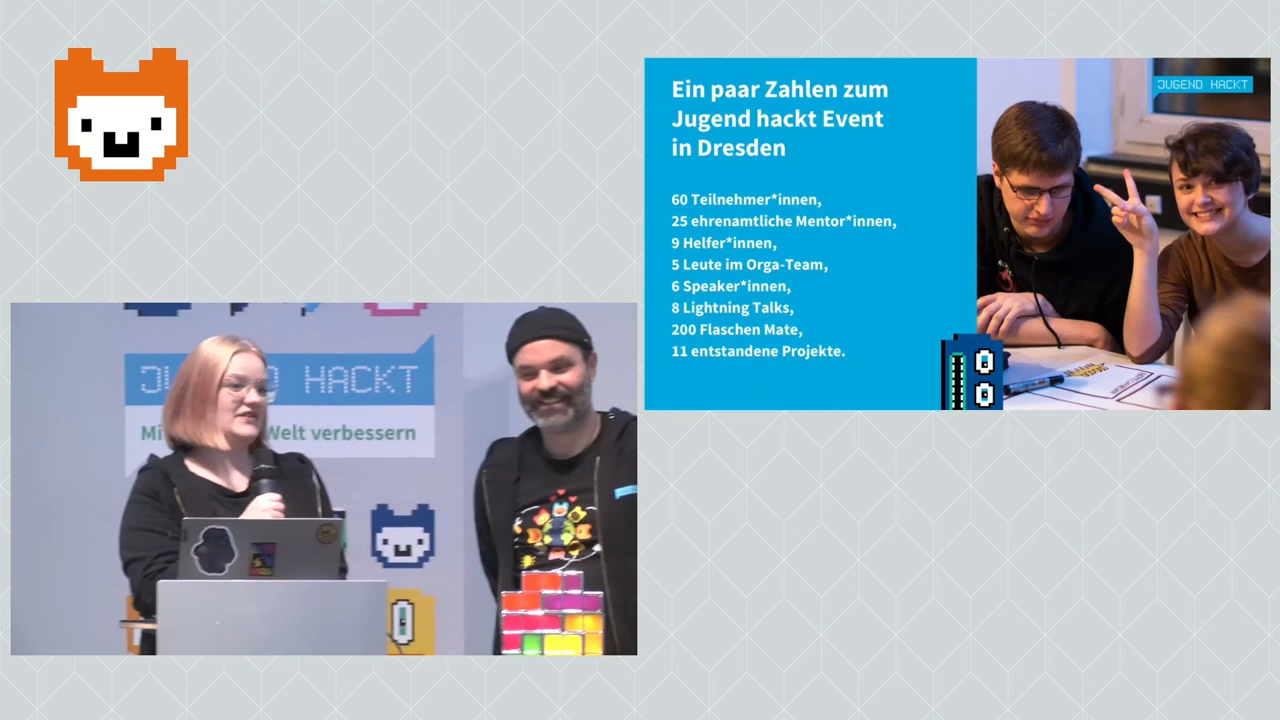 Ein paar Zahlen zum
Jugend hackt Event
in Dresden
60 Teilnehmer*innen,
25 ehrenamtliche Mentor*innen,
9 Helfer*innen,
5 Leute im Orga-Team,
6 Speaker*innen,
8 Lightning Talks,
200 Flaschen Mate,
11 entstandene Projekte.
JUGEND HACKT
HACKT
Welt verbessern